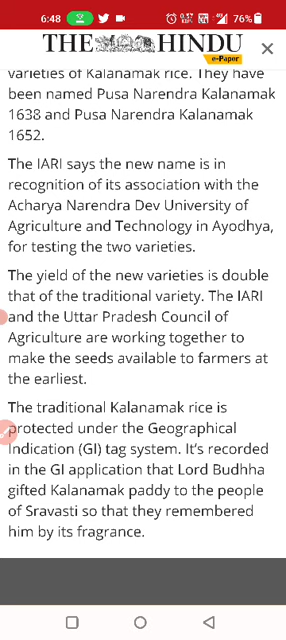 6:48
76%
THE HINDU
e-Paper
varieties of Kalanamak rice. They have
been named Pusa Narendra Kalanamak
1638 and Pusa Narendra Kalanamak
1652.
The IARI says the new name is in
recognition of its association with the
Acharya Narendra Dev University of
Agriculture and Technology in Ayodhya,
for testing the two varieties.
The yield of the new varieties is double
that of the traditional variety. The IARI
and the Uttar Pradesh Council of
Agriculture are working together to
make the seeds available to farmers at
the earliest.
The traditional Kalanamak rice is
protected under the Geographical
Indication (GI) tag system. It's recorded
in the GI application that Lord Budhha
gifted Kalanamak paddy to the people
of Sravasti so that they remembered
him by its fragrance.